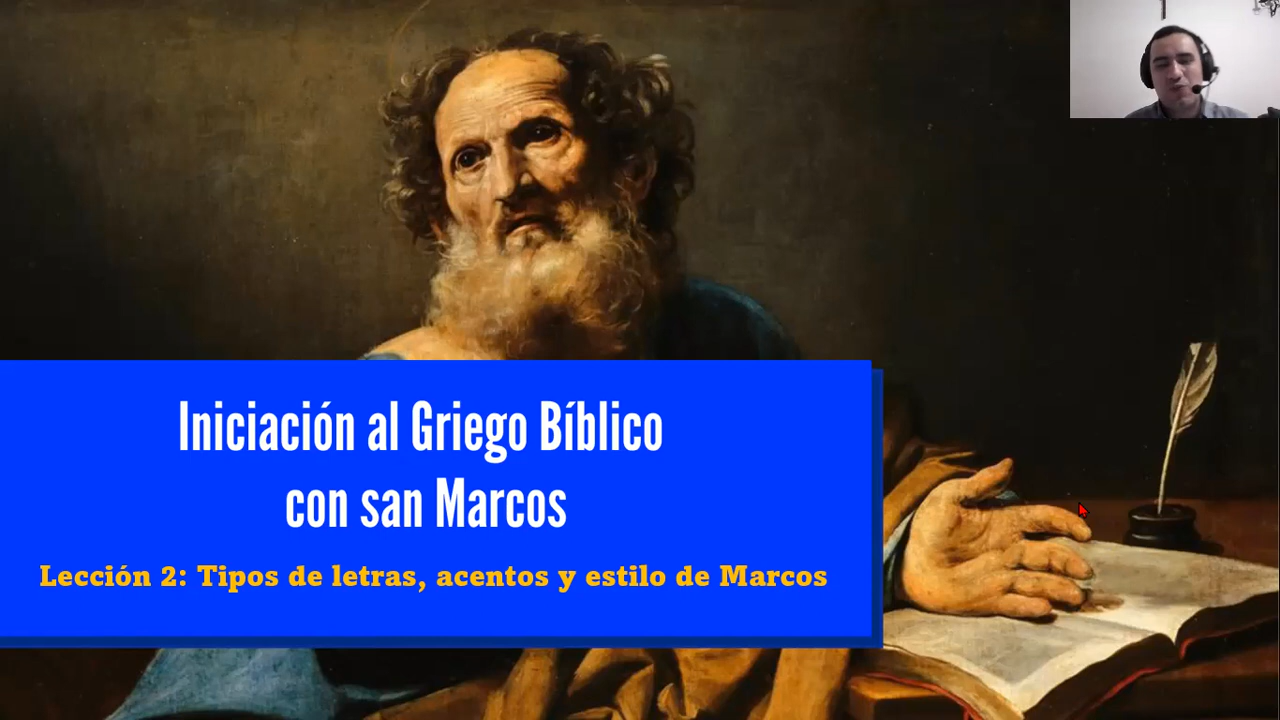 Iniciación al Griego Bíblico
con san Marcos
Lección 2: Tipos de letras, acentos y estilo de Marcos